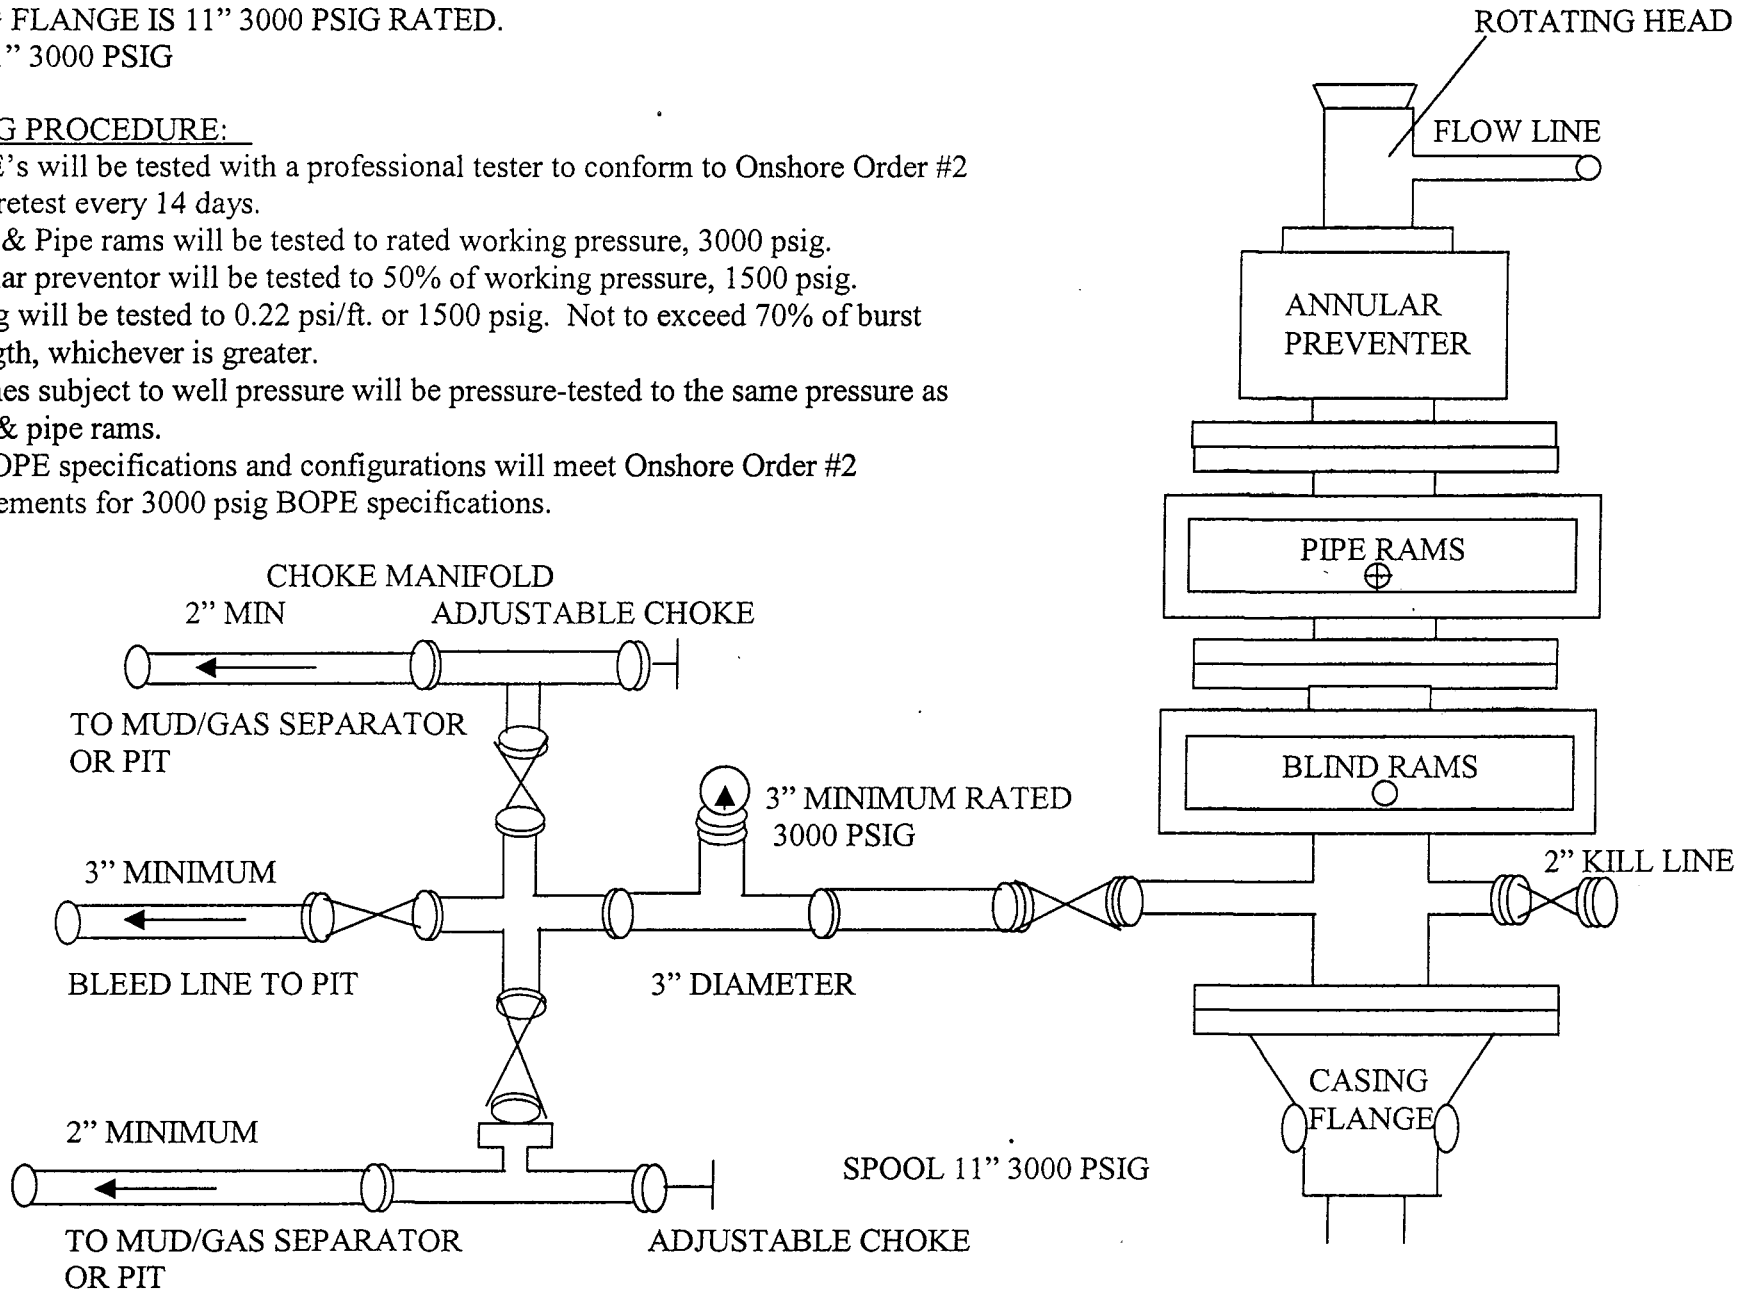 FLANGE IS 11” 3000 PSIG RATED.
” 3000 PSIG
G PROCEDURE:
E’s will be tested with a professional tester to conform to Onshore Order #2
retest every 14 days.
& Pipe rams will be tested to rated working pressure, 3000 psig.
lar preventor will be tested to 50% of working pressure, 1500 psig.
g will be tested to 0.22 psi/ft. or 1500 psig. Not to exceed 70% of burst
gth, whichever is greater.
nes subject to well pressure will be pressure-tested to the same pressure as
& pipe rams.
OPE specifications and configurations will meet Onshore Order #2
ements for 3000 psig BOPE specifications.
ROTATING HEAD
FLOW LINE
ANNULAR
PREVENTER
PIPE RAMS
BLIND RAMS
2” KILL LINE
CASING
FLANGE
CHOKE MANIFOLD
2” MIN
ADJUSTABLE CHOKE
TO MUD/GAS SEPARATOR
OR PIT
3” MINIMUM RATED
3000 PSIG
3” MINIMUM
BLEED LINE TO PIT
3” DIAMETER
2” MINIMUM
SPOOL 11” 3000 PSIG
TO MUD/GAS SEPARATOR
OR PIT
ADJUSTABLE CHOKE